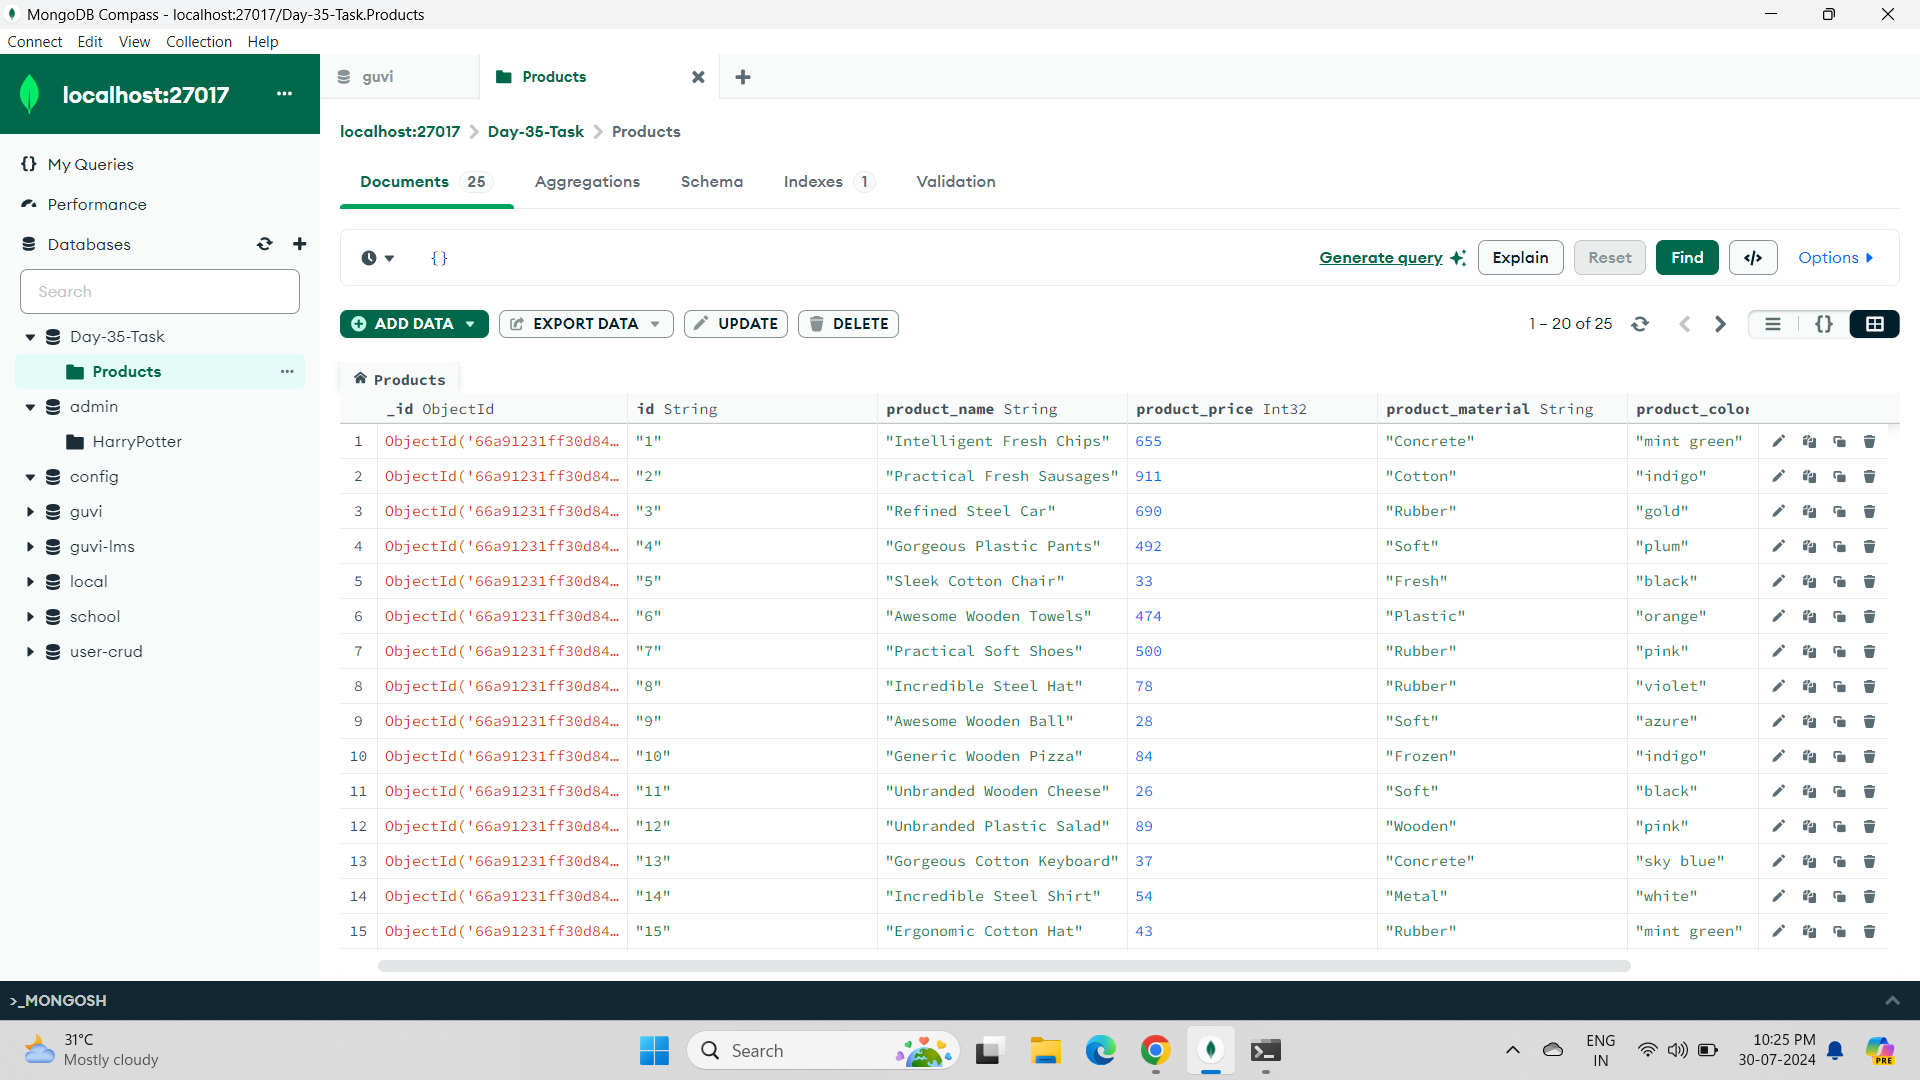 MongoDB Compass - localhost:27017/Day-35-Task.Products
Connect Edit View Collection Help
localhost:27017 ...
guvi
Products
localhost:27017 > Day-35-Task > Products
My Queries
Performance
Databases
Search
Day-35-Task
Products ...
admin
HarryPotter
config
guvi
guvi-lms
local
school
user-crud
Documents 25 Aggregations Schema Indexes 1 Validation
{}
Generate query Explain Reset Find </> Options
ADD DATA EXPORT DATA UPDATE DELETE 1 – 20 of 25 {}
Products
_id ObjectId id String product_name String product_price Int32 product_material String product_color
1 ObjectId('66a91231ff30d84… "1" "Intelligent Fresh Chips" 655 "Concrete" "mint green"
2 ObjectId('66a91231ff30d84… "2" "Practical Fresh Sausages" 911 "Cotton" "indigo"
3 ObjectId('66a91231ff30d84… "3" "Refined Steel Car" 690 "Rubber" "gold"
4 ObjectId('66a91231ff30d84… "4" "Gorgeous Plastic Pants" 492 "Soft" "plum"
5 ObjectId('66a91231ff30d84… "5" "Sleek Cotton Chair" 33 "Fresh" "black"
6 ObjectId('66a91231ff30d84… "6" "Awesome Wooden Towels" 474 "Plastic" "orange"
7 ObjectId('66a91231ff30d84… "7" "Practical Soft Shoes" 500 "Rubber" "pink"
8 ObjectId('66a91231ff30d84… "8" "Incredible Steel Hat" 78 "Rubber" "violet"
9 ObjectId('66a91231ff30d84… "9" "Awesome Wooden Ball" 28 "Soft" "azure"
10 ObjectId('66a91231ff30d84… "10" "Generic Wooden Pizza" 84 "Frozen" "indigo"
11 ObjectId('66a91231ff30d84… "11" "Unbranded Wooden Cheese" 26 "Soft" "black"
12 ObjectId('66a91231ff30d84… "12" "Unbranded Plastic Salad" 89 "Wooden" "pink"
13 ObjectId('66a91231ff30d84… "13" "Gorgeous Cotton Keyboard" 37 "Concrete" "sky blue"
14 ObjectId('66a91231ff30d84… "14" "Incredible Steel Shirt" 54 "Metal" "white"
15 ObjectId('66a91231ff30d84… "15" "Ergonomic Cotton Hat" 43 "Rubber" "mint green"
>_MONGOSH
31°C
Mostly cloudy
Search
ENG
IN
10:25 PM
30-07-2024
PRE